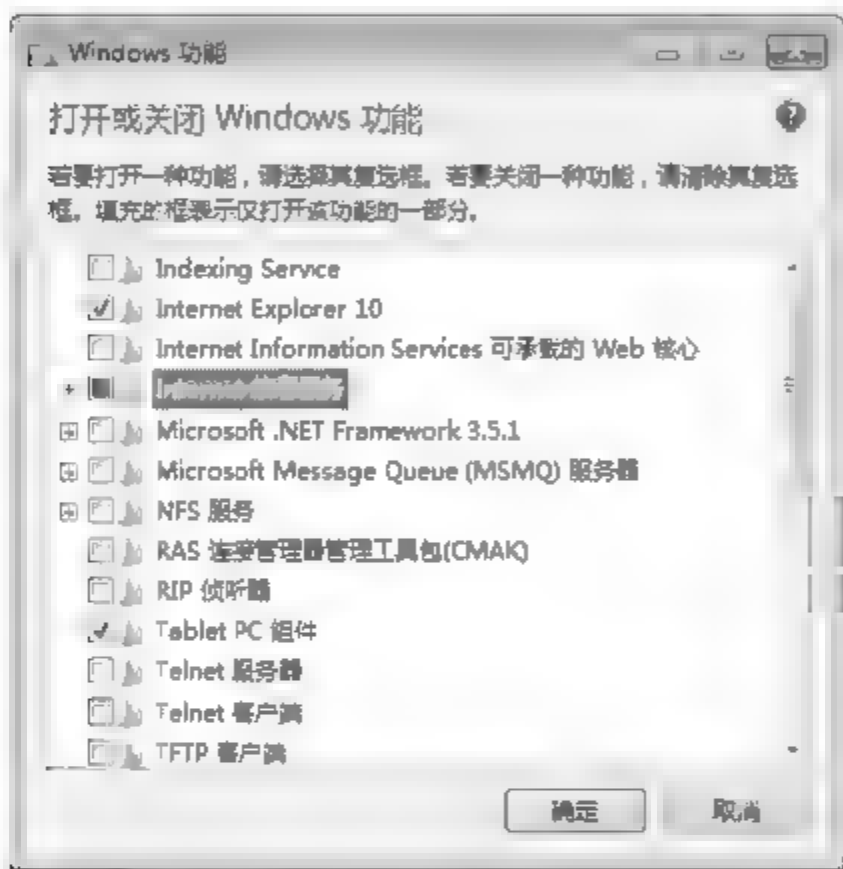 Windows 功能
打开或关闭 Windows 功能
若要打开一种功能，请选择其复选框。若要关闭一种功能，请清除其复选
框。填充的框表示仅打开该功能的一部分。
Indexing Service
Internet Explorer 10
Internet Information Services 可承载的 Web 核心
Microsoft .NET Framework 3.5.1
Microsoft Message Queue (MSMQ) 服务器
NFS 服务
RAS 连接管理器管理工具包(CMAK)
RIP 侦听器
Tablet PC 组件
Telnet 服务器
Telnet 客户端
TFTP 客户端
确定 取消